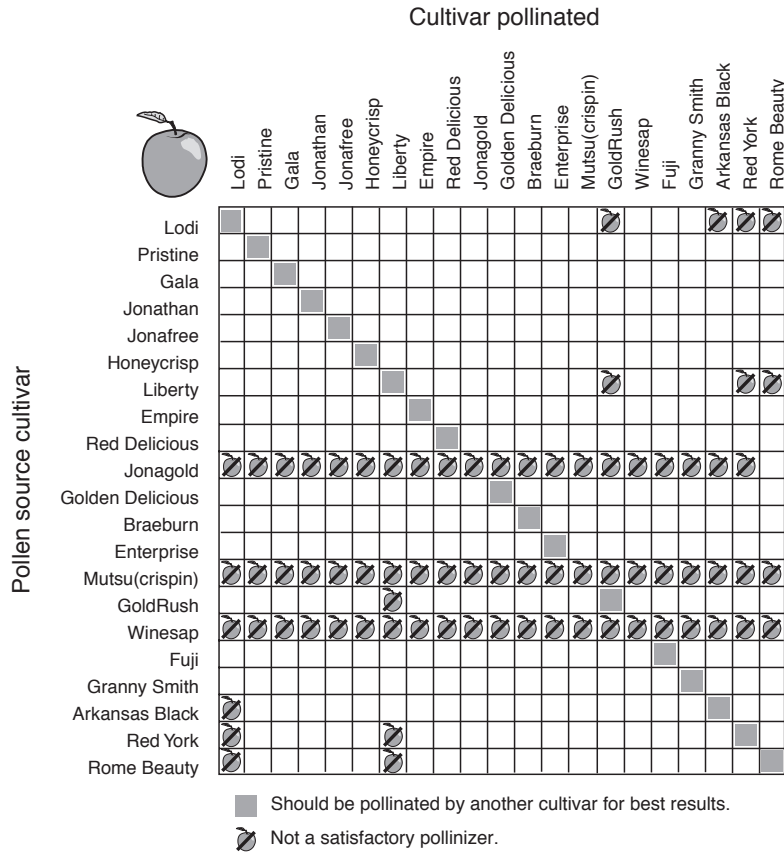 Cultivar pollinated
Lodi
Pristine
Gala
Jonathan
Jonafree
Honeycrisp
Liberty
Empire
Red Delicious
Jonagold
Golden Delicious
Braeburn
Enterprise
Mutsu(crispin)
GoldRush
Winesap
Fuji
Granny Smith
Arkansas Black
Red York
Rome Beauty
Pollen source cultivar
Lodi
Pristine
Gala
Jonathan
Jonafree
Honeycrisp
Liberty
Empire
Red Delicious
Jonagold
Golden Delicious
Braeburn
Enterprise
Mutsu(crispin)
GoldRush
Winesap
Fuji
Granny Smith
Arkansas Black
Red York
Rome Beauty
Should be pollinated by another cultivar for best results.
Not a satisfactory pollinizer.